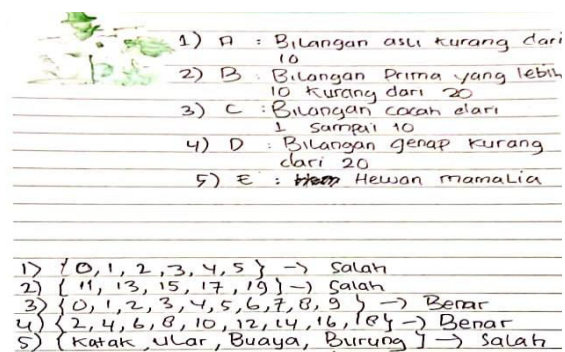 1) A : Bilangan asli kurang dari
10
2) B : Bilangan Prima yang lebih
10 kurang dari 20
3) C : Bilangan cacah dari
1 sampai 10
4) D : Bilangan genap kurang
dari 20
5) E : Hewan mamalia
1) {0, 1, 2, 3, 4, 5} → Salah
2) {11, 13, 15, 17, 19} → Salah
3) {0, 1, 2, 3, 4, 5, 6, 7, 8, 9} → Benar
4) {2, 4, 6, 8, 10, 12, 14, 16, 18} → Benar
5) {Katak, Ular, Buaya, Burung} → Salah